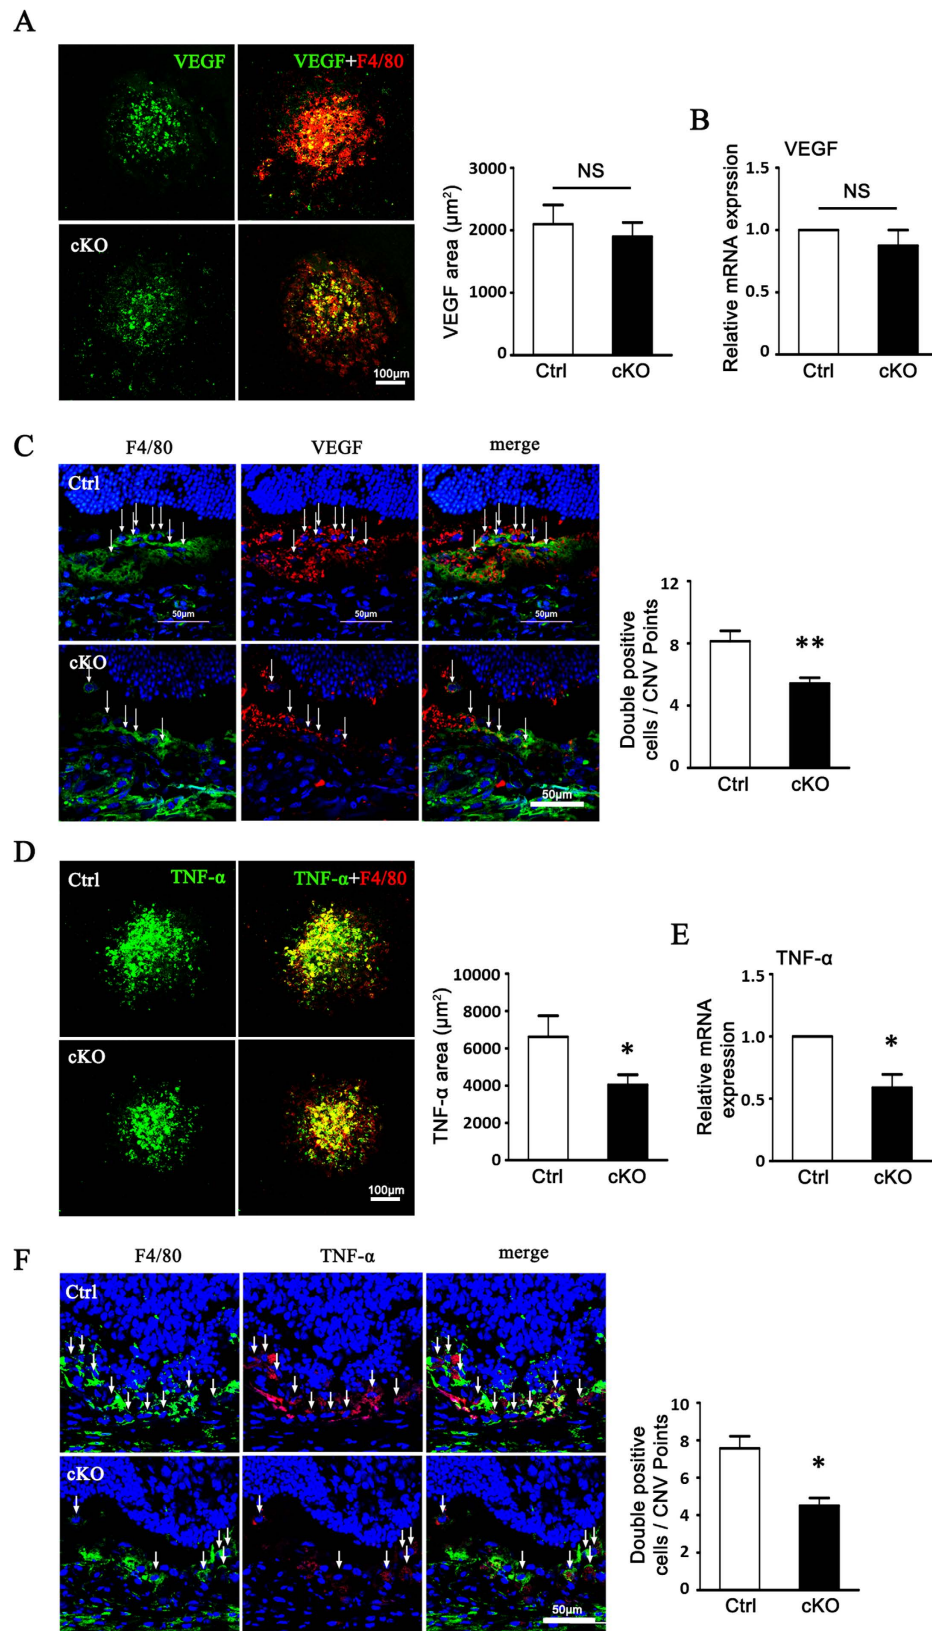 A
VEGF
VEGF+F4/80
cKO
100µm
VEGF area (µm²)
3000
2000
1000
0
NS
Ctrl
cKO
B
VEGF
Relative mRNA exprssion
1.5
1.0
0.5
0
NS
Ctrl
cKO
C
F4/80
VEGF
merge
Ctrl
50µm
50µm
50µm
cKO
50µm
Double positive
cells / CNV Points
12
8
4
0
**
Ctrl
cKO
D
Ctrl
TNF-α
TNF-α+F4/80
cKO
100µm
TNF-α area (µm²)
10000
8000
6000
4000
2000
0
*
Ctrl
cKO
E
TNF-α
Relative mRNA
expression
1.5
1.0
0.5
0
*
Ctrl
cKO
F
F4/80
TNF-α
merge
Ctrl
cKO
50µm
Double positive
cells / CNV Points
10
8
6
4
2
0
*
Ctrl
cKO